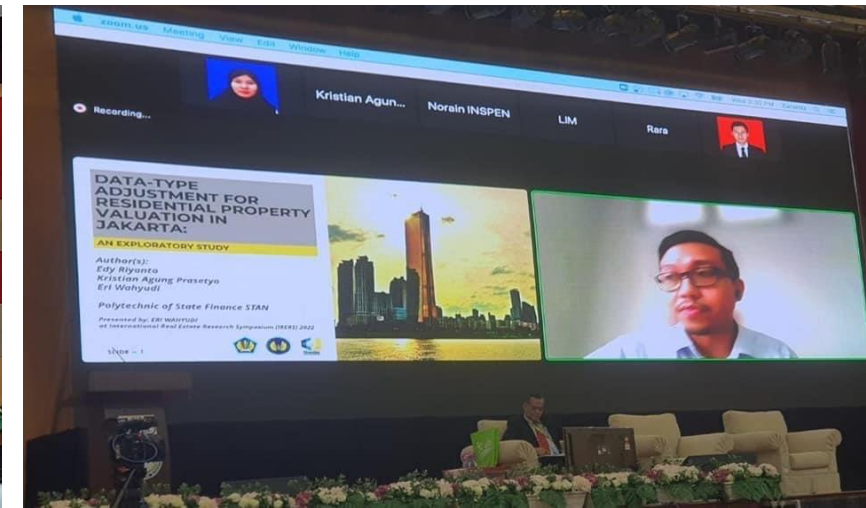 zoom.us Meeting View Edit Window Help
Recording...
Kristian Agun...
Norain INSPEN
LIM
Rara
DATA-TYPE
ADJUSTMENT FOR
RESIDENTIAL PROPERTY
VALUATION IN
JAKARTA:
AN EXPLORATORY STUDY
Author(s):
Edy Riyanto
Kristian Agung Prasetyo
Eri Wahyudi
Polytechnic of State Finance STAN
Presented by: ERI WAHYUDI
at International Real Estate Research Symposium (IRERS) 2022
SLIDE - 1